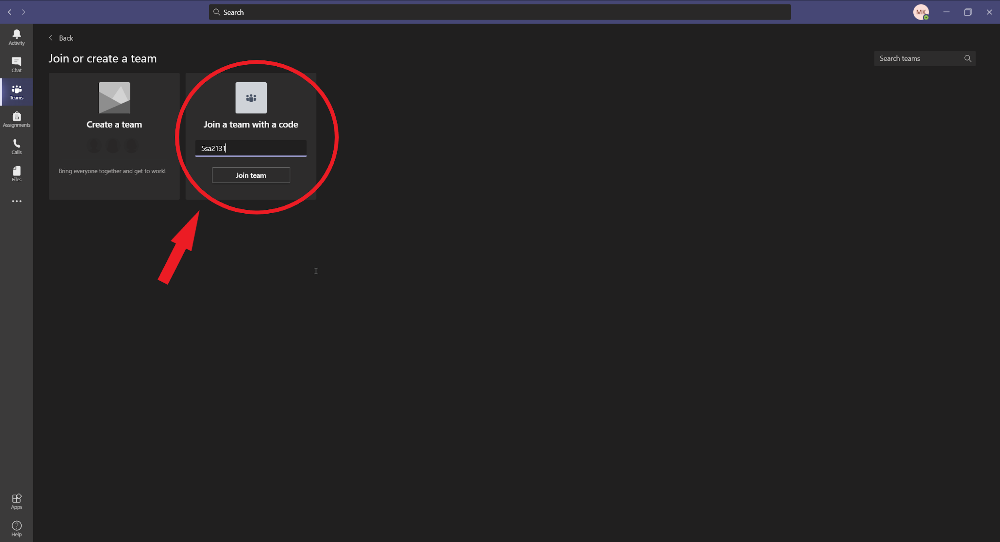 Search
MK
Activity
Chat
Teams
Assignments
Calls
Files
Apps
Help
Back
Join or create a team
Search teams
Create a team
Bring everyone together and get to work!
Join a team with a code
5sa2131
Join team